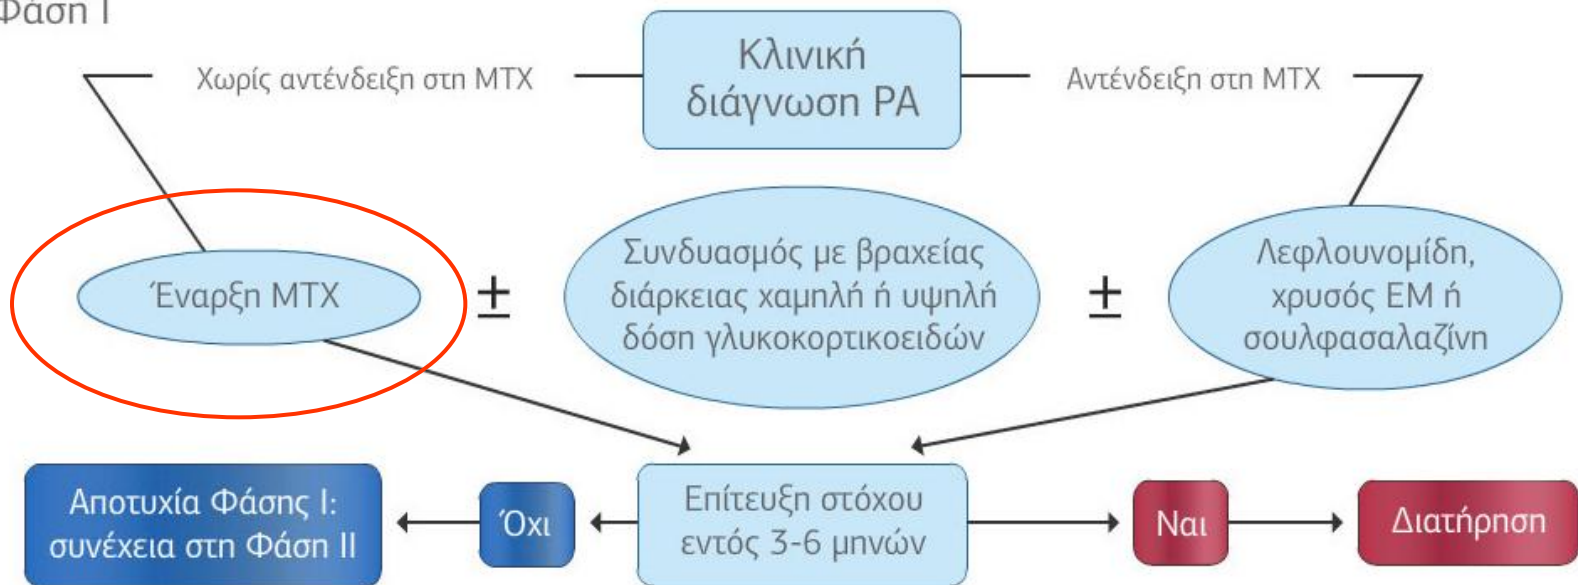 Φάση I
Χωρίς αντένδειξη στη ΜΤΧ
Κλινική
διάγνωση ΡΑ
Αντένδειξη στη ΜΤΧ
Έναρξη ΜΤΧ
±
Συνδυασμός με βραχείας
διάρκειας χαμηλή ή υψηλή
δόση γλυκοκορτικοειδών
±
Λεφλουνομίδη,
χρυσός ΕΜ ή
σουλφασαλαζίνη
Αποτυχία Φάσης Ι:
συνέχεια στη Φάση ΙΙ
Όχι
Επίτευξη στόχου
εντός 3-6 μηνών
Ναι
Διατήρηση